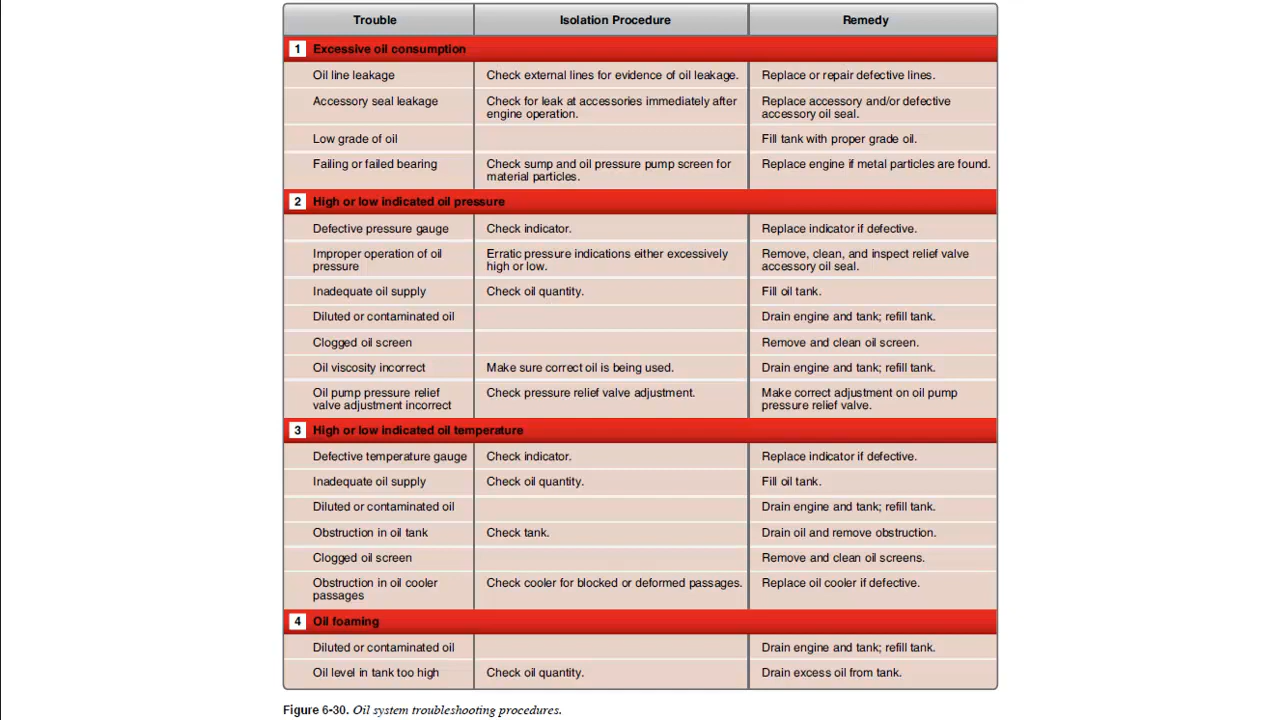 Trouble Isolation Procedure Remedy
1 Excessive oil consumption
Oil line leakage Check external lines for evidence of oil leakage. Replace or repair defective lines.
Accessory seal leakage Check for leak at accessories immediately after Replace accessory and/or defective
engine operation. accessory oil seal.
Low grade of oil Fill tank with proper grade oil.
Failing or failed bearing Check sump and oil pressure pump screen for Replace engine if metal particles are found.
material particles.
2 High or low indicated oil pressure
Defective pressure gauge Check indicator. Replace indicator if defective.
Improper operation of oil Erratic pressure indications either excessively Remove, clean, and inspect relief valve
pressure high or low. accessory oil seal.
Inadequate oil supply Check oil quantity. Fill oil tank.
Diluted or contaminated oil Drain engine and tank; refill tank.
Clogged oil screen Remove and clean oil screen.
Oil viscosity incorrect Make sure correct oil is being used. Drain engine and tank; refill tank.
Oil pump pressure relief Check pressure relief valve adjustment. Make correct adjustment on oil pump
valve adjustment incorrect pressure relief valve.
3 High or low indicated oil temperature
Defective temperature gauge Check indicator. Replace indicator if defective.
Inadequate oil supply Check oil quantity. Fill oil tank.
Diluted or contaminated oil Drain engine and tank; refill tank.
Obstruction in oil tank Check tank. Drain oil and remove obstruction.
Clogged oil screen Remove and clean oil screens.
Obstruction in oil cooler Check cooler for blocked or deformed passages. Replace oil cooler if defective.
passages
4 Oil foaming
Diluted or contaminated oil Drain engine and tank; refill tank.
Oil level in tank too high Check oil quantity. Drain excess oil from tank.
Figure 6-30. Oil system troubleshooting procedures.